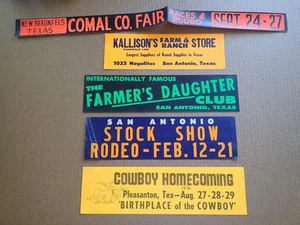 NEW BRAUNFELS
TEXAS
COMAL CO. FAIR
RACES &
RODEO
SEPT 24-27
KALLISON'S FARM &
RANCH STORE
Largest Suppliers of Ranch Supplies in Texas
1025 Nogalitos San Antonio, Texas
INTERNATIONALLY FAMOUS
THE
FARMER'S DAUGHTER
CLUB
SAN ANTONIO, TEXAS
SAN ANTONIO
STOCK SHOW
RODEO-FEB. 12-21
COWBOY HOMECOMING
Pleasanton, Tex-Aug. 27-28-29
'BIRTHPLACE of the COWBOY'